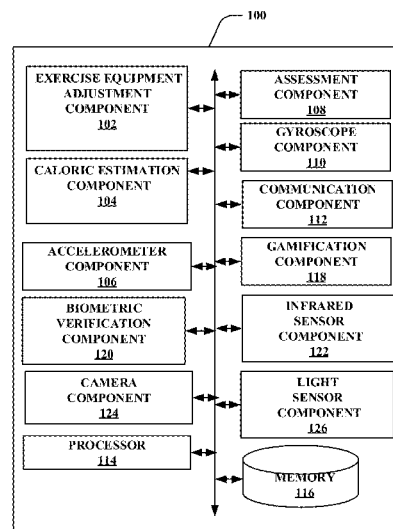 100
EXERCISE EQUIPMENT
ADJUSTMENT
COMPONENT
102
CALORIC ESTIMATION
COMPONENT
104
ACCELEROMETER
COMPONENT
106
BIOMETRIC
VERIFICATION
COMPONENT
120
CAMERA
COMPONENT
124
PROCESSOR
114
ASSESSMENT
COMPONENT
108
GYROSCOPE
COMPONENT
110
COMMUNICATION
COMPONENT
112
GAMIFICATION
COMPONENT
118
INFRARED
SENSOR
COMPONENT
122
LIGHT
SENSOR
COMPONENT
126
MEMORY
116